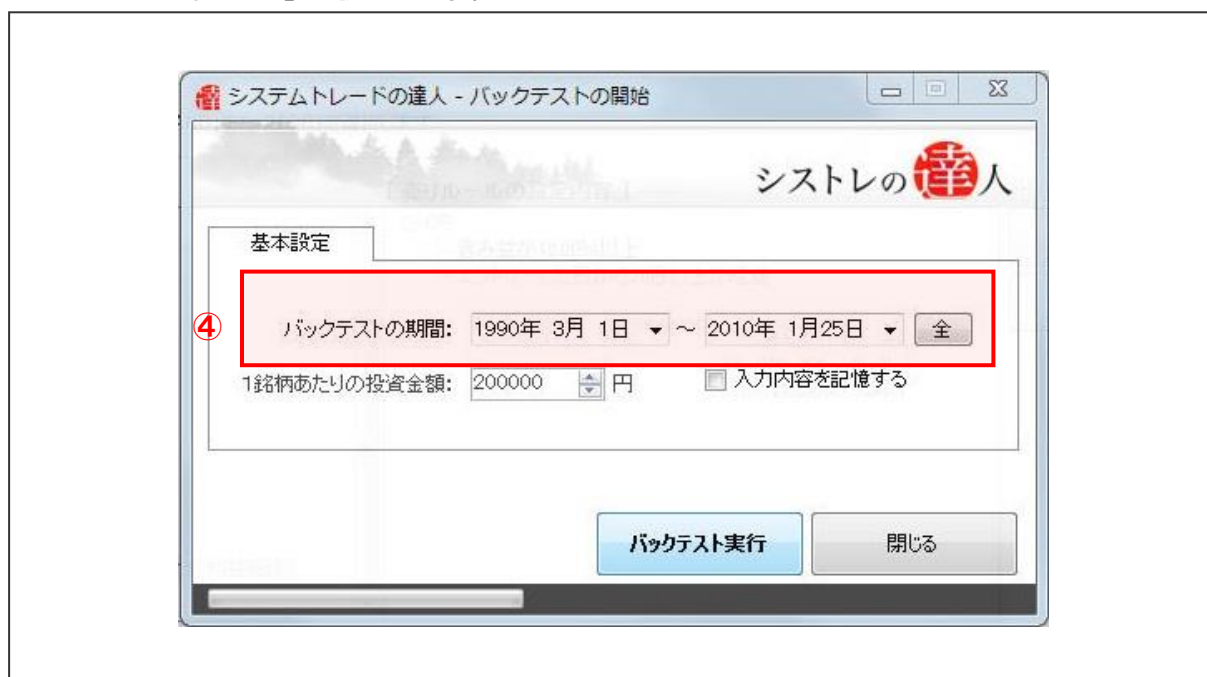 システムトレードの達人 - バックテストの開始
シストレの達人
基本設定
④ バックテストの期間: 1990年 3月 1日 ～ 2010年 1月25日 全
1銘柄あたりの投資金額: 200000 円 入力内容を記憶する
バックテスト実行 閉じる